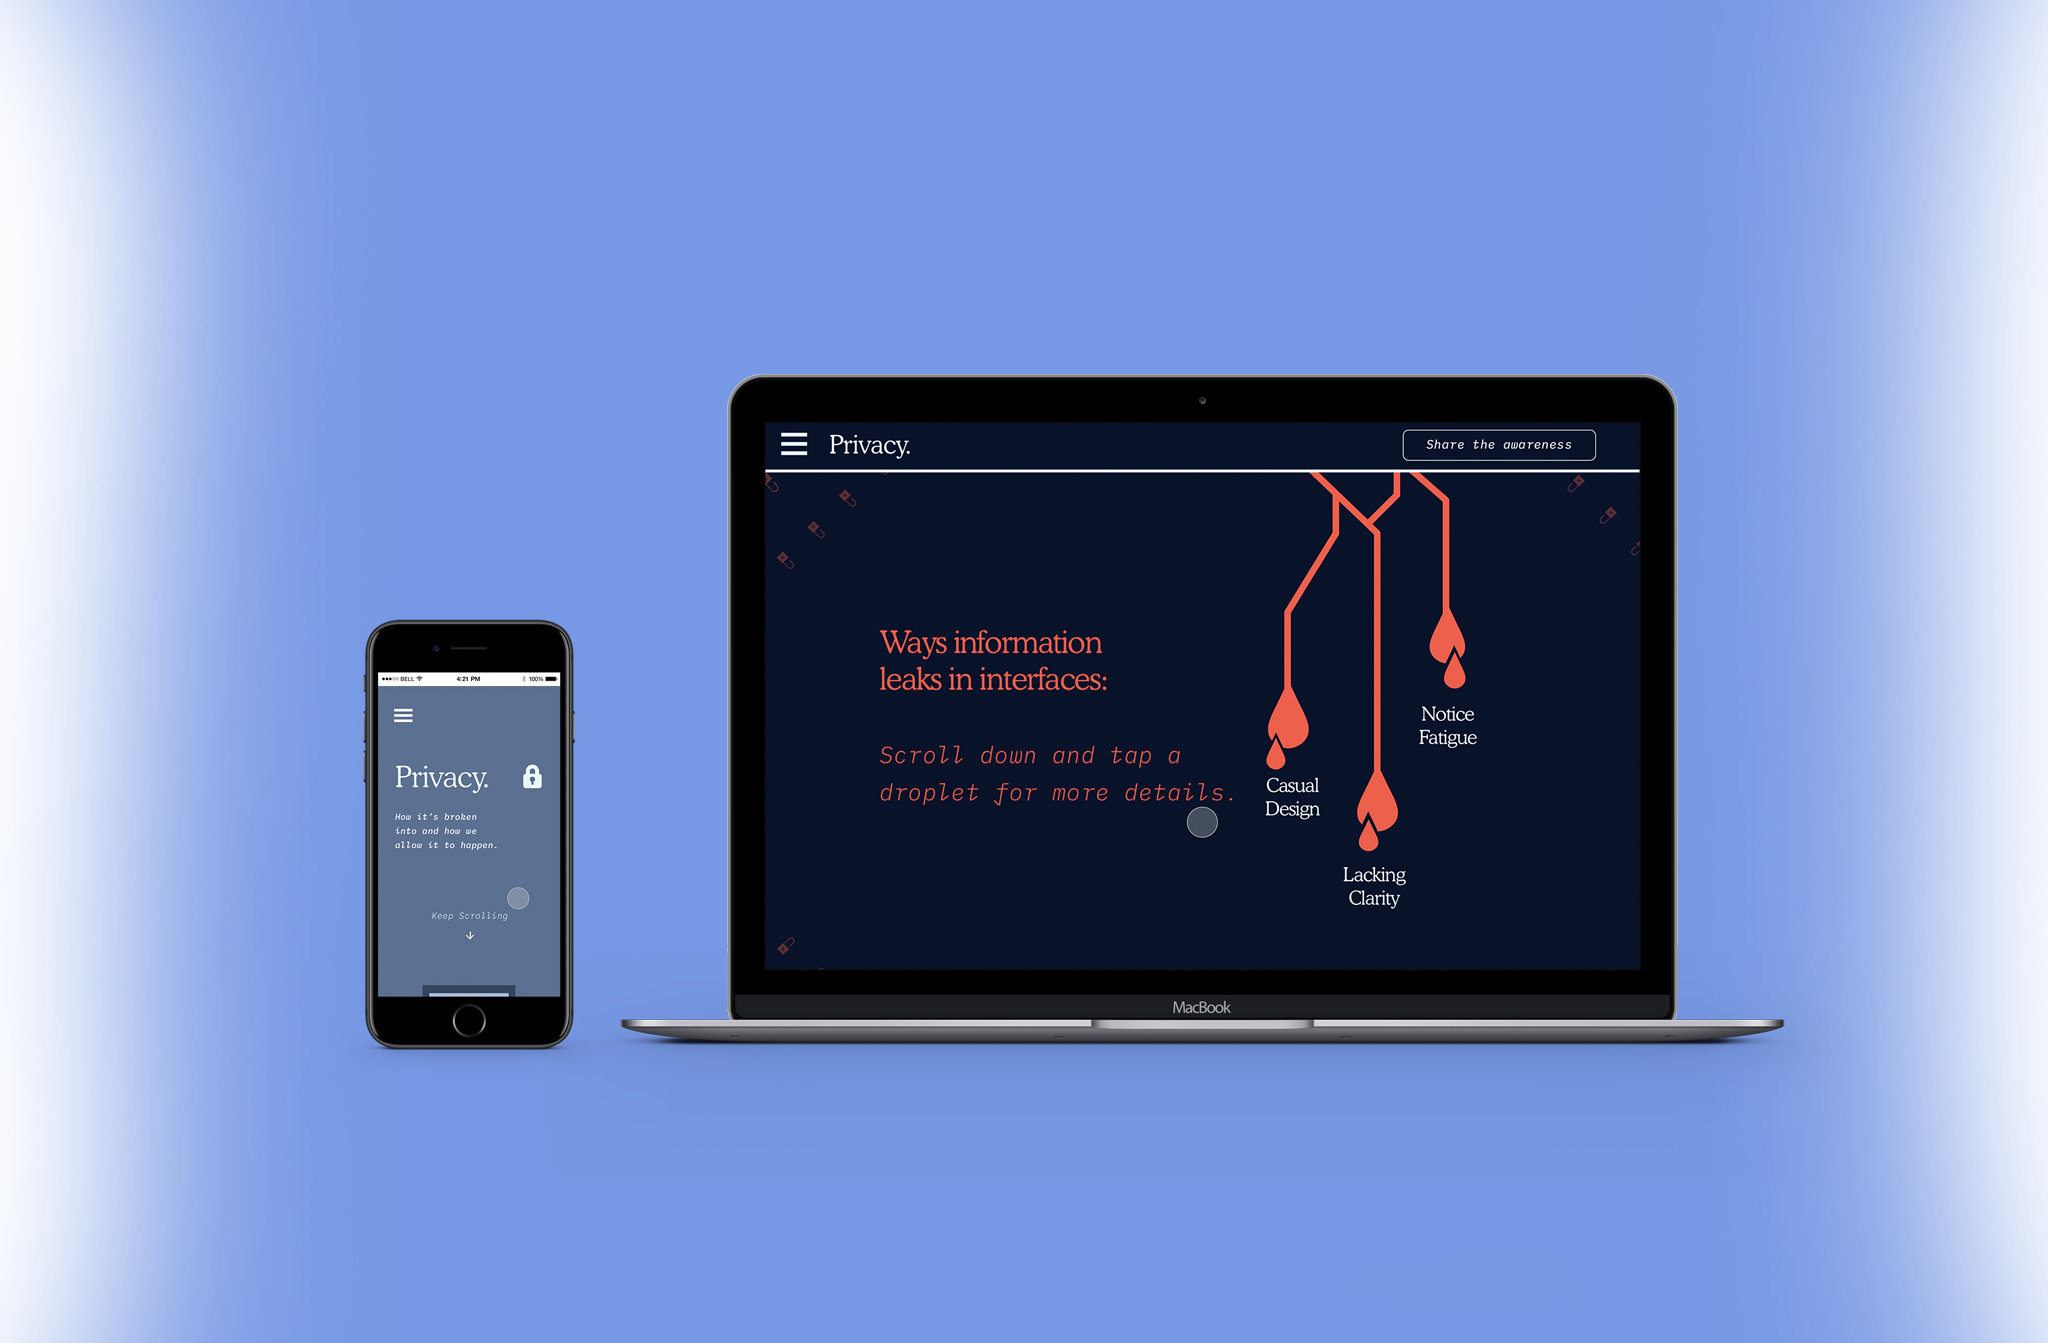 BELL
4:21 PM
100%
Privacy.
How it's broken
into and how we
allow it to happen.
Keep Scrolling
Privacy.
Share the awareness
Ways information
leaks in interfaces:
Scroll down and tap a
droplet for more details.
Notice
Fatigue
Casual
Design
Lacking
Clarity
MacBook